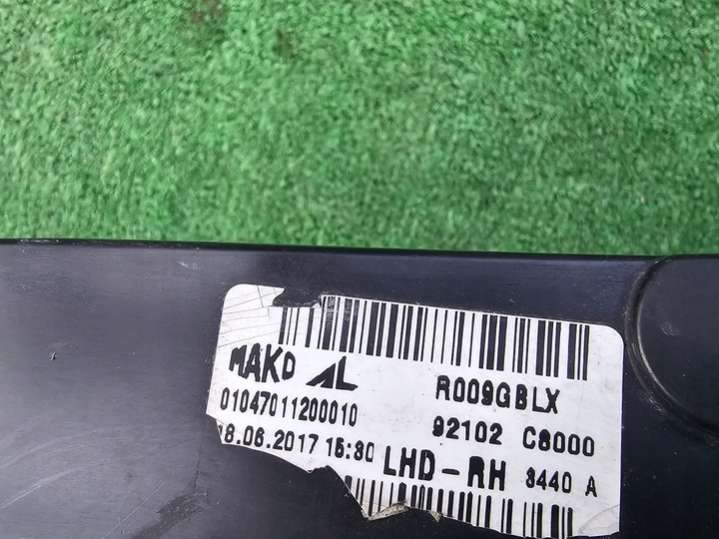 MAKO AL R009GBLX
01047011200010 92102 C8000
8.06.2017 15:30 LHD-RH 3440 A